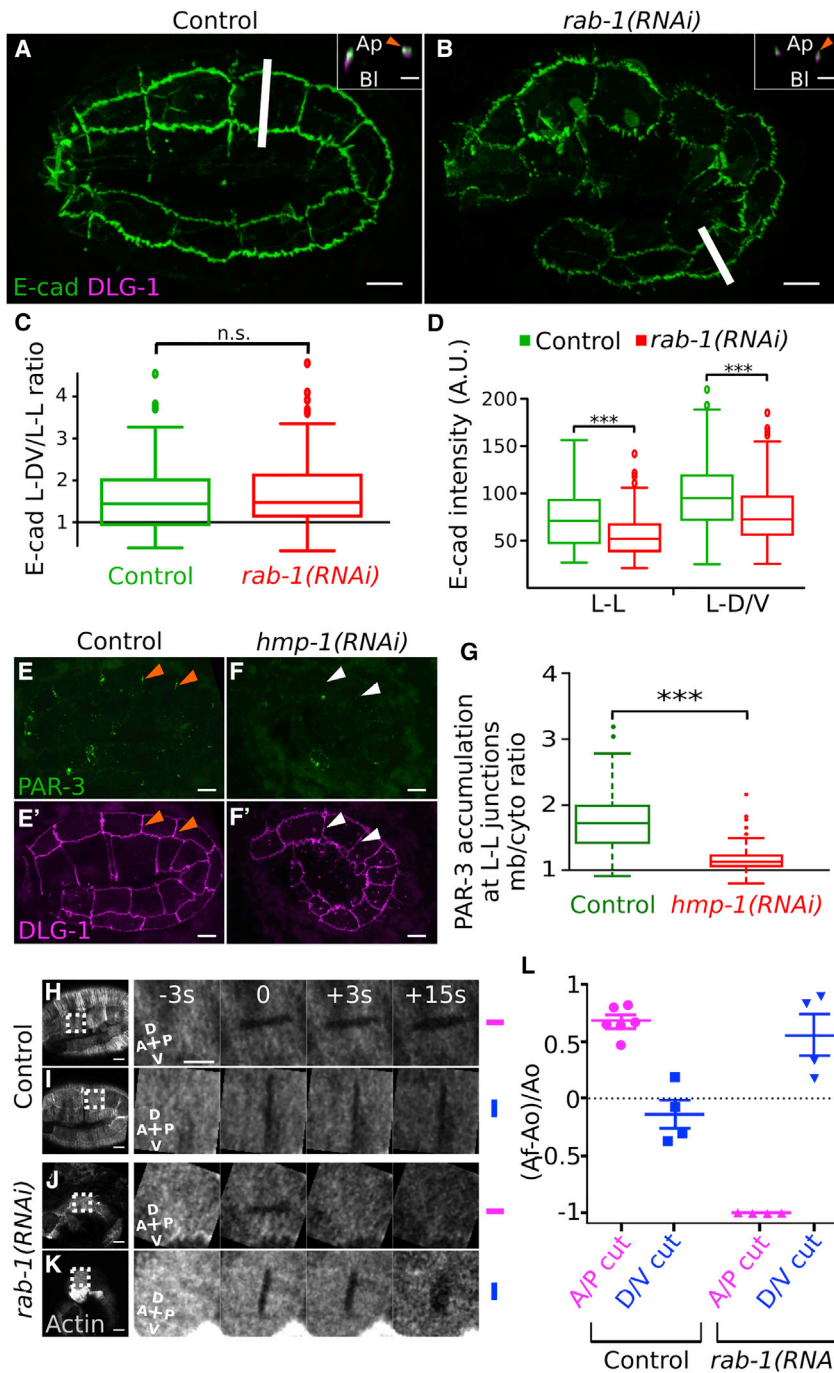 Control
rab-1(RNAi)
A
Ap
Bl
B
Ap
Bl
E-cad DLG-1
C
n.s.
E-cad L-DV/L-L ratio
4
3
2
1
Control
rab-1(RNAi)
D
Control rab-1(RNAi)
E-cad intensity (A.U.)
200
150
100
50
***
***
L-L
L-D/V
Control
hmp-1(RNAi)
E
PAR-3
F
E'
DLG-1
F'
G
PAR-3 accumulation
at L-L junctions
mb/cyto ratio
4
3
2
1
***
Control
hmp-1(RNAi)
Control
H
-3s
0
+3s
+15s
D
A P
V
I
D
A P
V
rab-1(RNAi)
J
D
A P
V
K
Actin
D
A P
V
L
(Af-Ao)/Ao
1
0.5
0
-0.5
-1
A/P cut
D/V cut
A/P cut
D/V cut
Control
rab-1(RNA